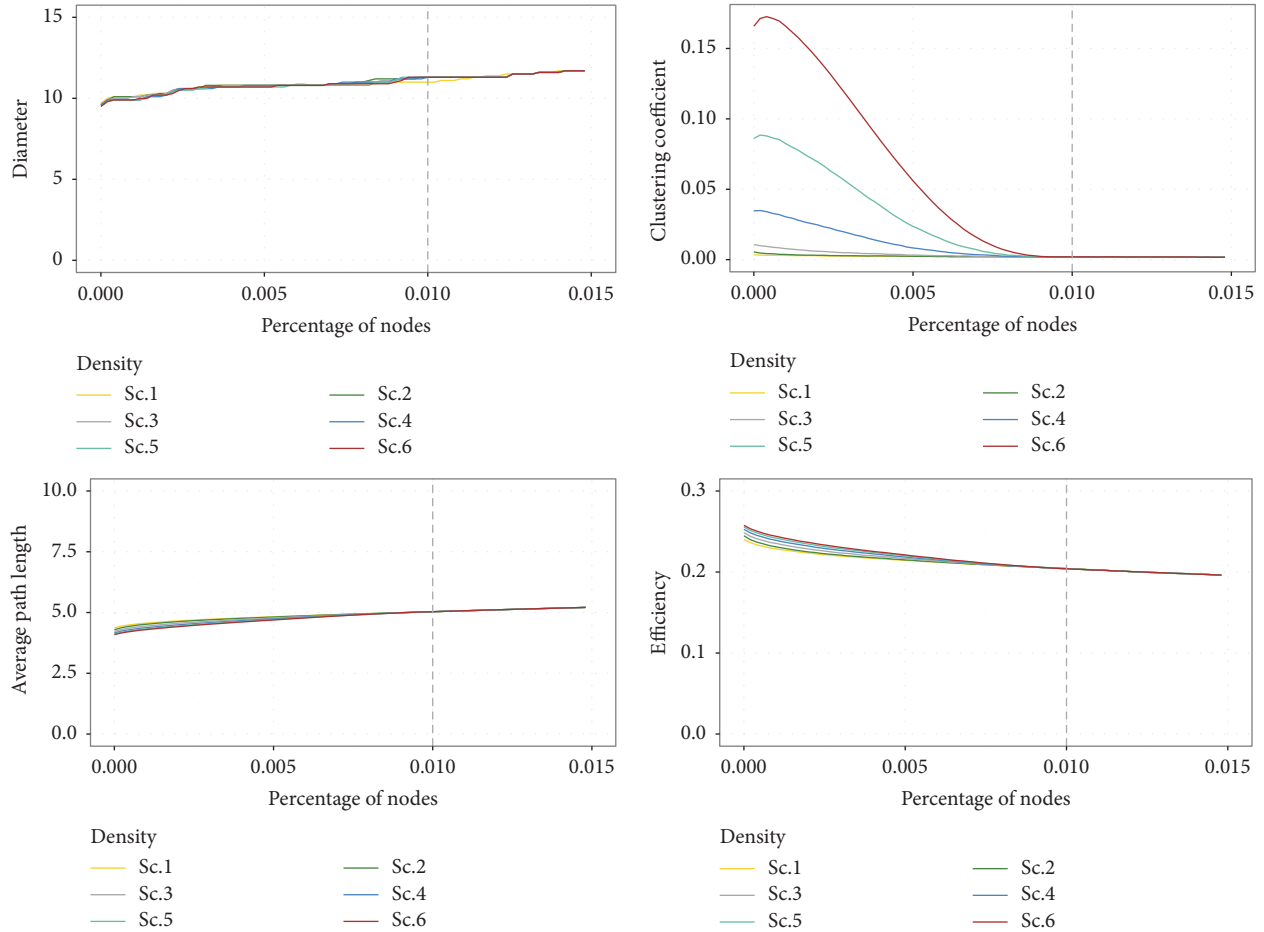 Diameter
15
10
5
0
0.000 0.005 0.010 0.015
Percentage of nodes
Density
Sc.1 Sc.2
Sc.3 Sc.4
Sc.5 Sc.6
Clustering coefficient
0.15
0.10
0.05
0.00
0.000 0.005 0.010 0.015
Percentage of nodes
Density
Sc.1 Sc.2
Sc.3 Sc.4
Sc.5 Sc.6
Average path length
10.0
7.5
5.0
2.5
0.0
0.000 0.005 0.010 0.015
Percentage of nodes
Density
Sc.1 Sc.2
Sc.3 Sc.4
Sc.5 Sc.6
Efficiency
0.3
0.2
0.1
0.0
0.000 0.005 0.010 0.015
Percentage of nodes
Density
Sc.1 Sc.2
Sc.3 Sc.4
Sc.5 Sc.6